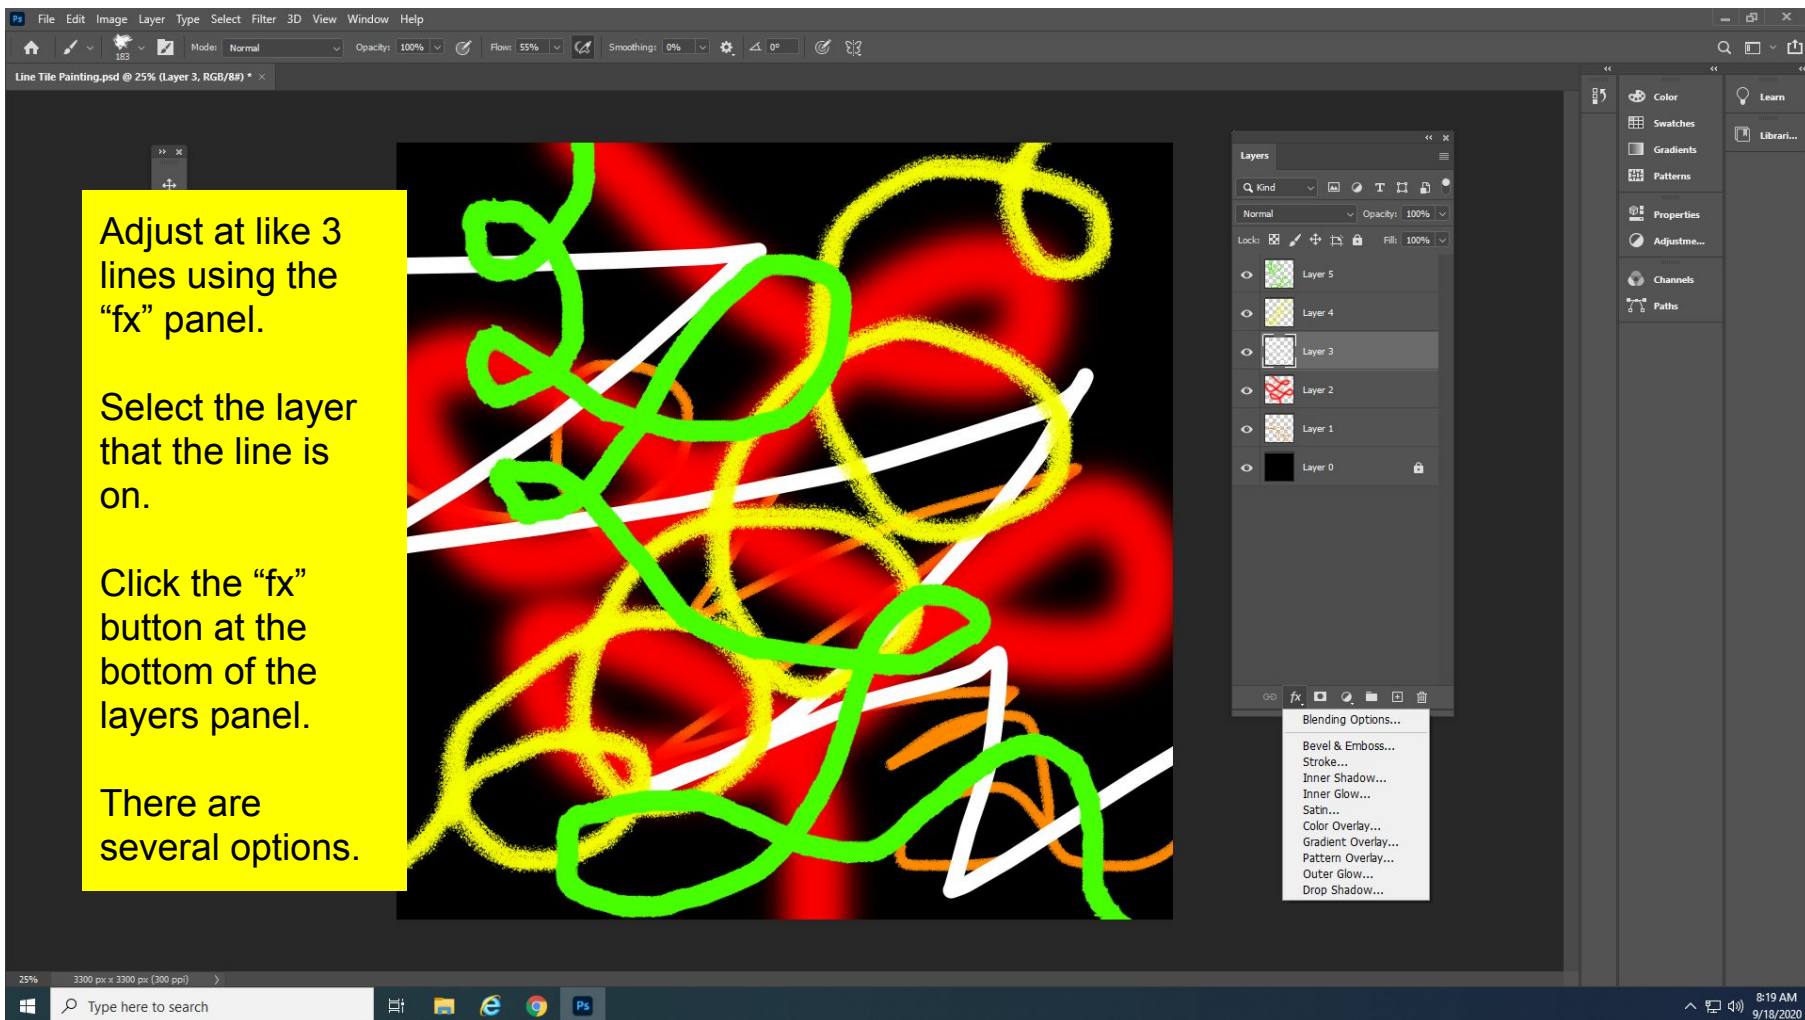 Ps File Edit Image Layer Type Select Filter 3D View Window Help
183 Mode: Normal Opacity: 100% Flow: 55% Smoothing: 0% 0°
Line Tile Painting.psd @ 25% (Layer 3, RGB/8#) * ×
Adjust at like 3
lines using the
“fx” panel.
Select the layer
that the line is
on.
Click the “fx”
button at the
bottom of the
layers panel.
There are
several options.
Layers
Kind
Normal Opacity: 100%
Lock: Fill: 100%
Layer 5
Layer 4
Layer 3
Layer 2
Layer 1
Layer 0
fx
Blending Options...
Bevel & Emboss...
Stroke...
Inner Shadow...
Inner Glow...
Satin...
Color Overlay...
Gradient Overlay...
Pattern Overlay...
Outer Glow...
Drop Shadow...
Color
Swatches
Gradients
Patterns
Properties
Adjustme...
Channels
Paths
Learn
Librari...
25% 3300 px x 3300 px (300 ppi)
Type here to search
Ps
8:19 AM
9/18/2020